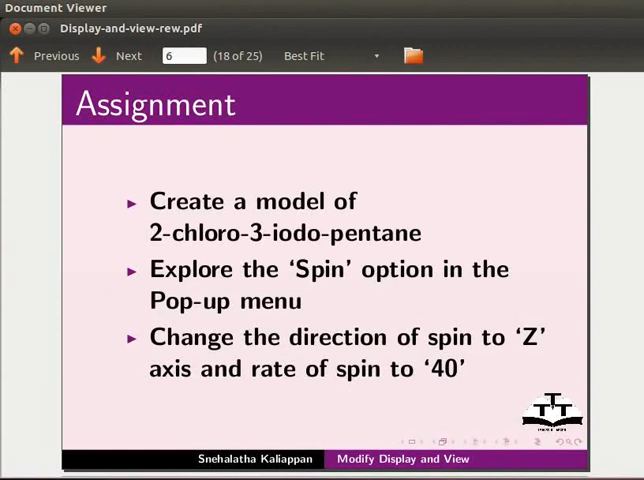 Document Viewer
Display-and-view-rew.pdf
Previous Next 6 (18 of 25) Best Fit
Assignment
Create a model of
2-chloro-3-iodo-pentane
Explore the ‘Spin’ option in the
Pop-up menu
Change the direction of spin to ‘Z’
axis and rate of spin to ‘40’
Snehalatha Kaliappan Modify Display and View